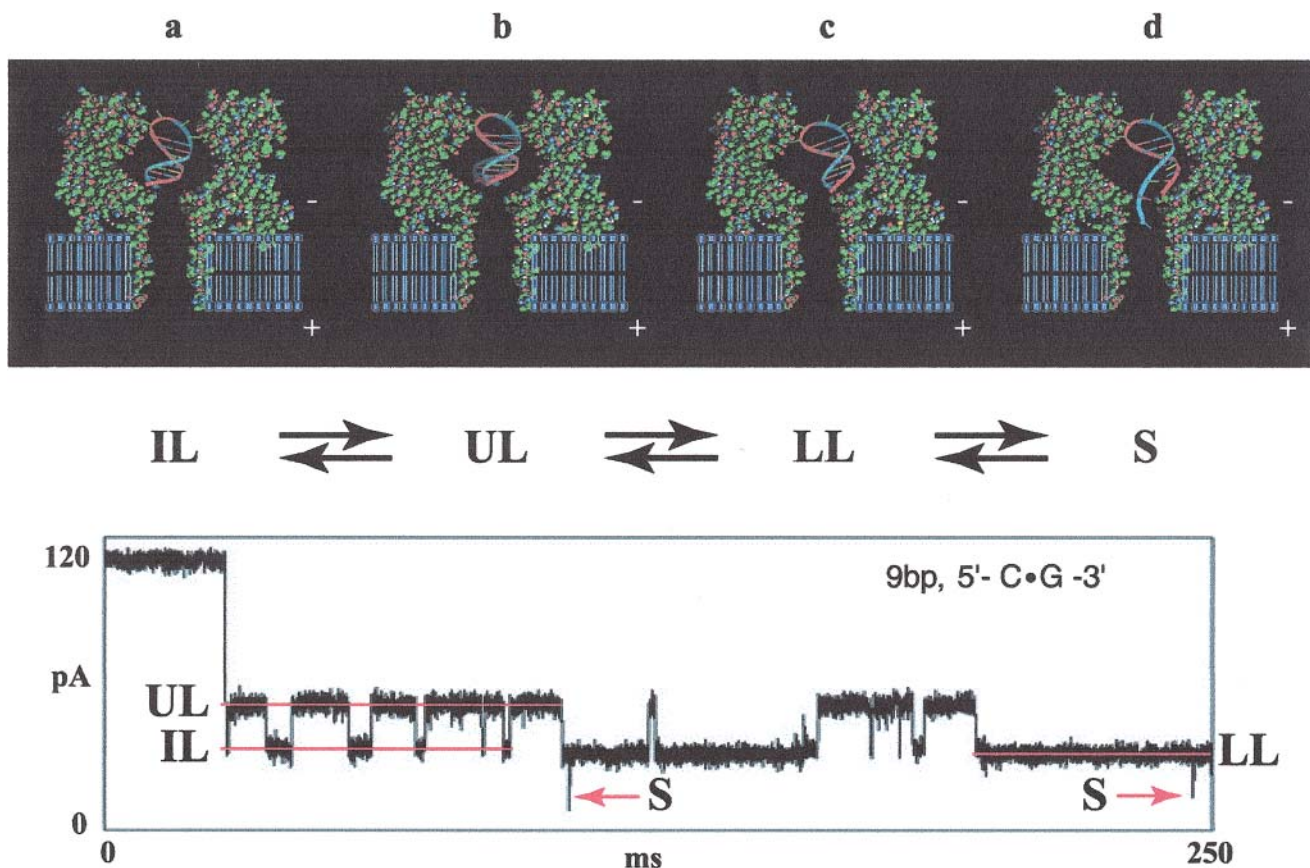 a b c d
- - - -
+ + + +
IL UL LL S
120
9bp, 5'- C•G -3'
pA
UL
IL
LL
S S
0
0 ms 250